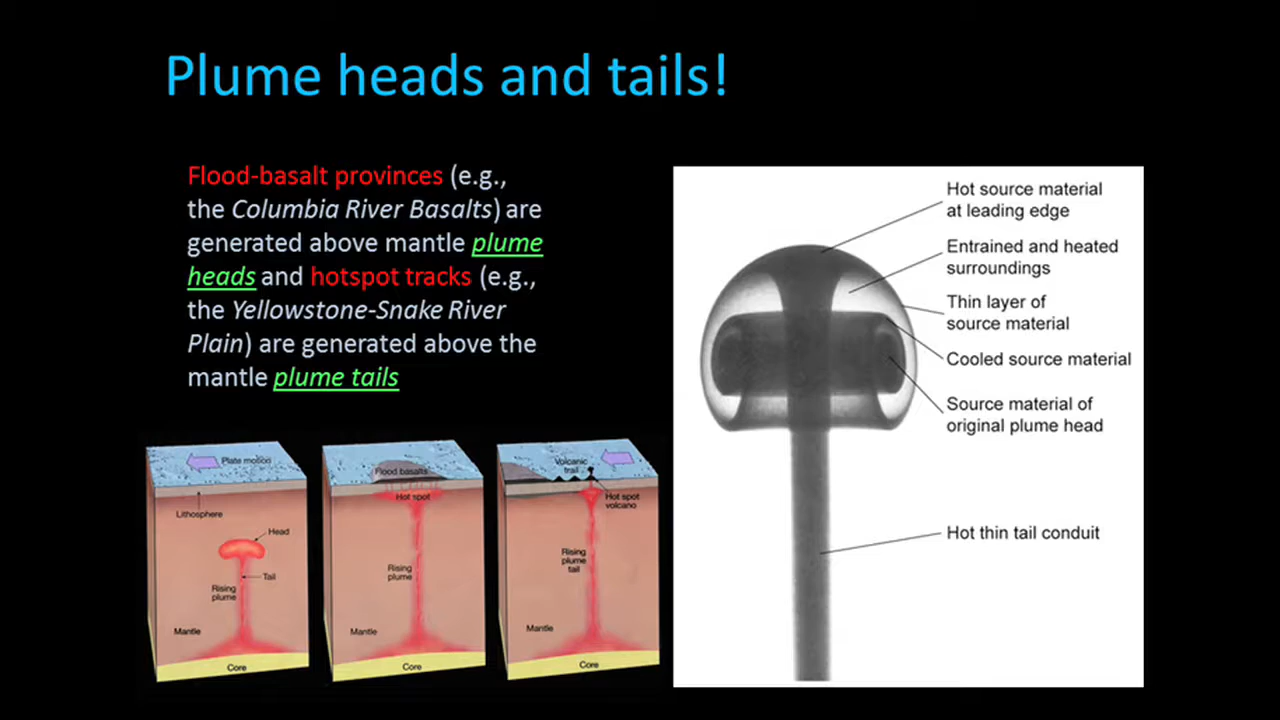 Plume heads and tails!
Flood-basalt provinces (e.g.,
the Columbia River Basalts) are
generated above mantle plume
heads and hotspot tracks (e.g.,
the Yellowstone-Snake River
Plain) are generated above the
mantle plume tails
Plate motion
Lithosphere
Head
Tail
Rising
plume
Mantle
Core
Flood basalts
Hot spot
Rising
plume
Mantle
Core
Volcanic
trail
Hot spot
volcano
Rising
plume
tail
Mantle
Core
Hot source material
at leading edge
Entrained and heated
surroundings
Thin layer of
source material
Cooled source material
Source material of
original plume head
Hot thin tail conduit